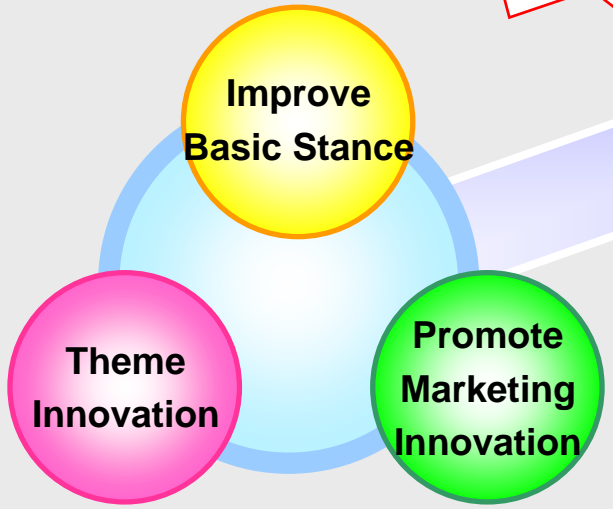 Improve
Basic Stance
Theme
Innovation
Promote
Marketing
Innovation